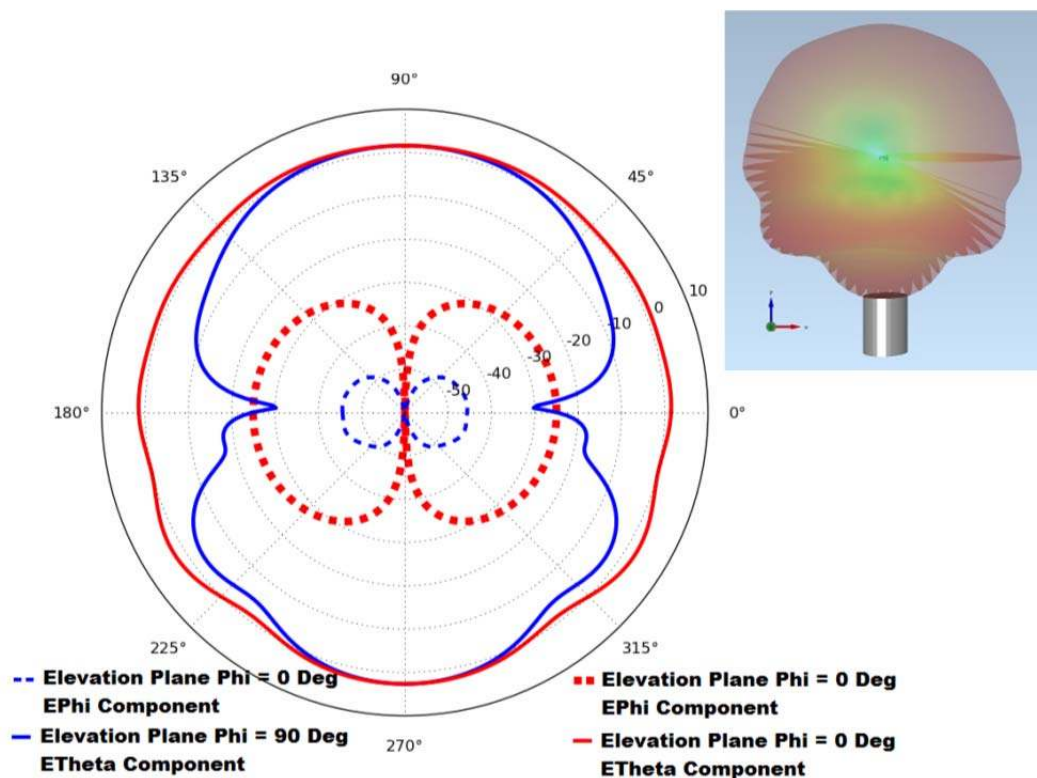 90°
135°
45°
10
0
-10
-20
-30
-40
-50
180°
0°
225°
315°
270°
Elevation Plane Phi = 0 Deg
EPhi Component
Elevation Plane Phi = 90 Deg
ETheta Component
Elevation Plane Phi = 0 Deg
EPhi Component
Elevation Plane Phi = 0 Deg
ETheta Component